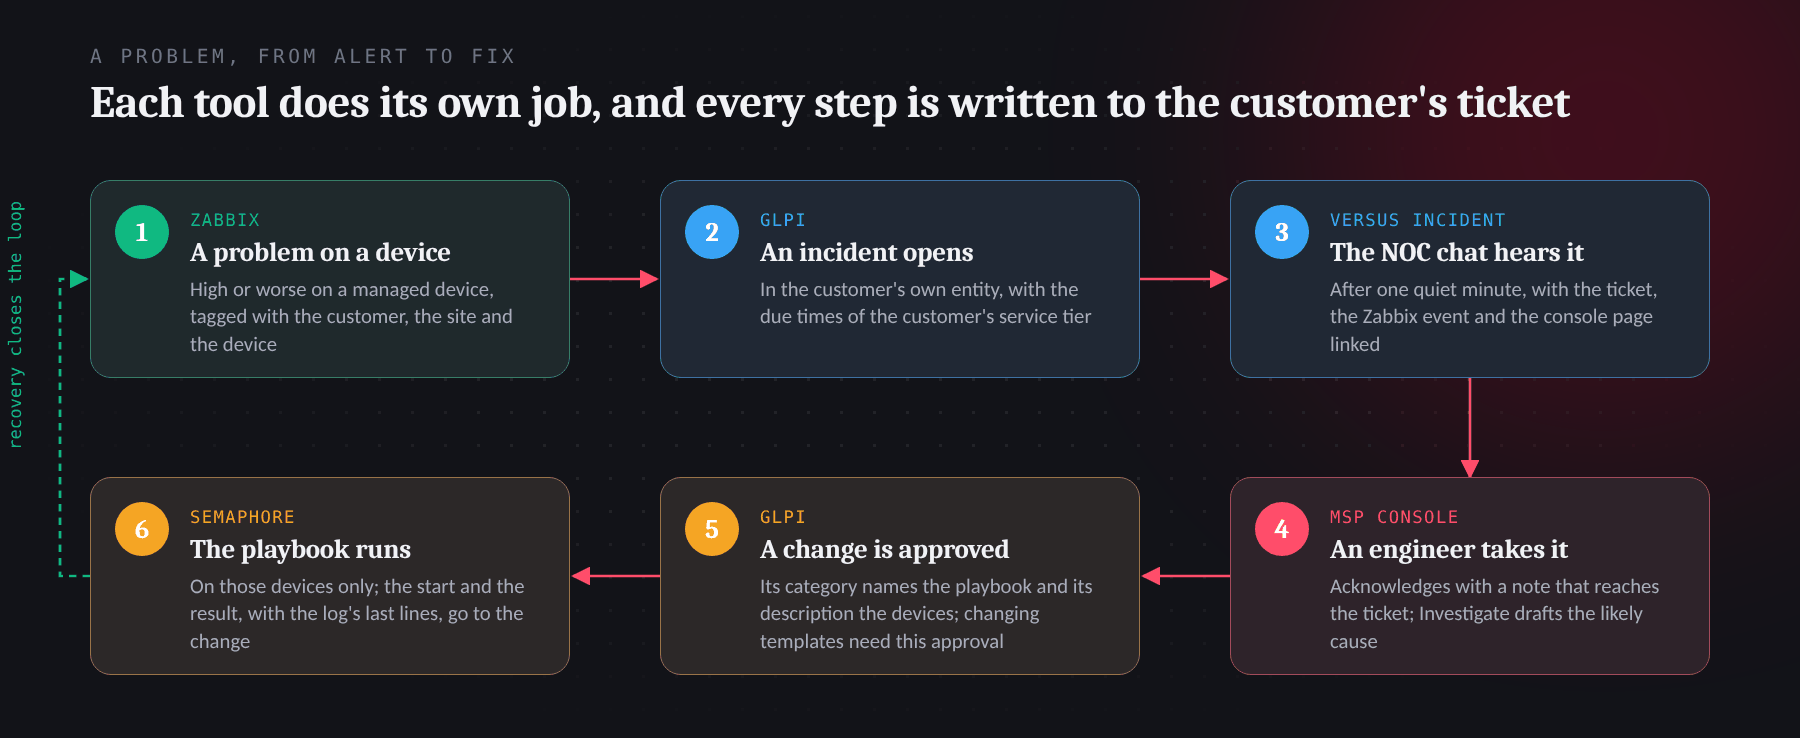 A PROBLEM, FROM ALERT TO FIX
Each tool does its own job, and every step is written to the customer's ticket
recovery closes the loop
1
ZABBIX
A problem on a device
High or worse on a managed device,
tagged with the customer, the site and
the device
2
GLPI
An incident opens
In the customer's own entity, with the
due times of the customer's service tier
3
VERSUS INCIDENT
The NOC chat hears it
After one quiet minute, with the ticket,
the Zabbix event and the console page
linked
4
MSP CONSOLE
An engineer takes it
Acknowledges with a note that reaches
the ticket; Investigate drafts the likely
cause
5
GLPI
A change is approved
Its category names the playbook and its
description the devices; changing
templates need this approval
6
SEMAPHORE
The playbook runs
On those devices only; the start and the
result, with the log's last lines, go to the
change